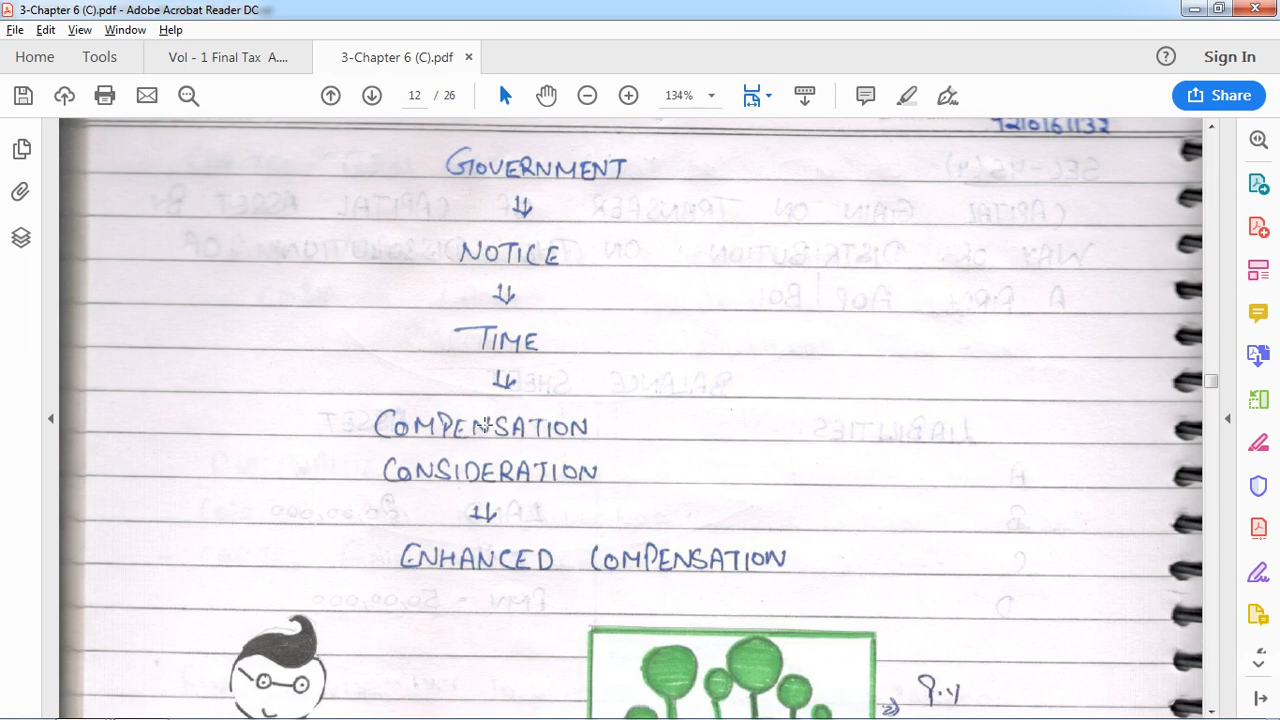 3-Chapter 6 (C).pdf - Adobe Acrobat Reader DC
File Edit View Window Help
Home Tools Vol - 1 Final Tax A.... 3-Chapter 6 (C).pdf × Sign In
12 / 26 134% Share
9210161132
GOVERNMENT
NOTICE
TIME
COMPENSATION
CONSIDERATION
ENHANCED COMPENSATION
P.Y